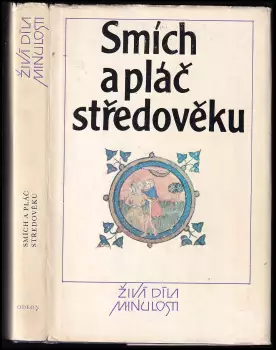 ŽIVÁ DÍLA
MINULOSTI
SMÍCH A PLÁČ
STŘEDOVĚKU
ODEON
Smích
a pláč
středověku
ŽIVÁ DÍLA
MINULOSTI